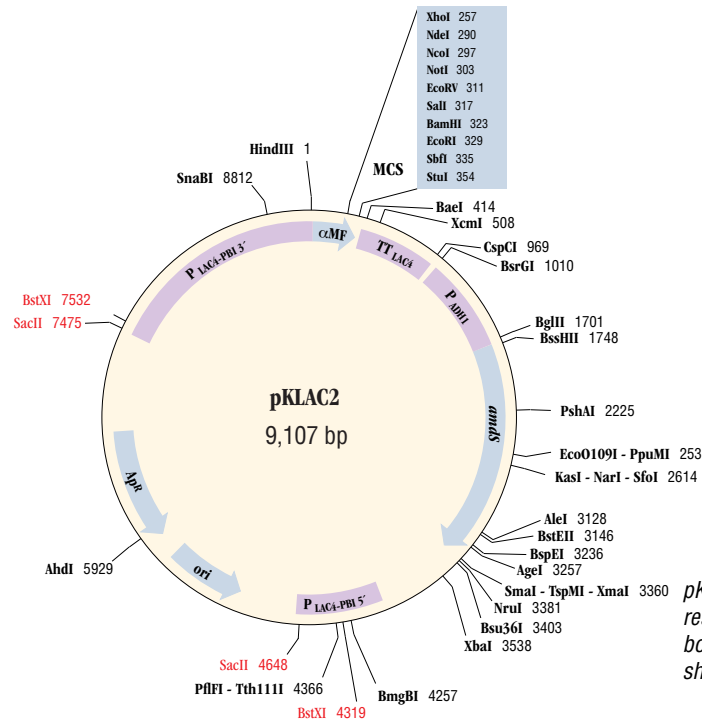 XhoI 257
NdeI 290
NcoI 297
NotI 303
EcoRV 311
SalI 317
BamHI 323
EcoRI 329
SbfI 335
StuI 354
MCS
HindIII 1
SnaBI 8812
BaeI 414
XcmI 508
CspCI 969
BsrGI 1010
αMF
TT LAC4
P LAC4-PBI 3´
P ADH1
BstXI 7532
SacII 7475
BglII 1701
BssHII 1748
pKLAC2
9,107 bp
amdS
PshAI 2225
EcoO109I - PpuMI 253
KasI - NarI - SfoI 2614
ApR
AleI 3128
BstEII 3146
BspEI 3236
AgeI 3257
AhdI 5929
ori
P LAC4-PBI 5´
SmaI - TspMI - XmaI 3360
NruI 3381
Bsu36I 3403
XbaI 3538
SacII 4648
PflFI - Tth111I 4366
BstXI 4319
BmgBI 4257
pK
res
bo
sh